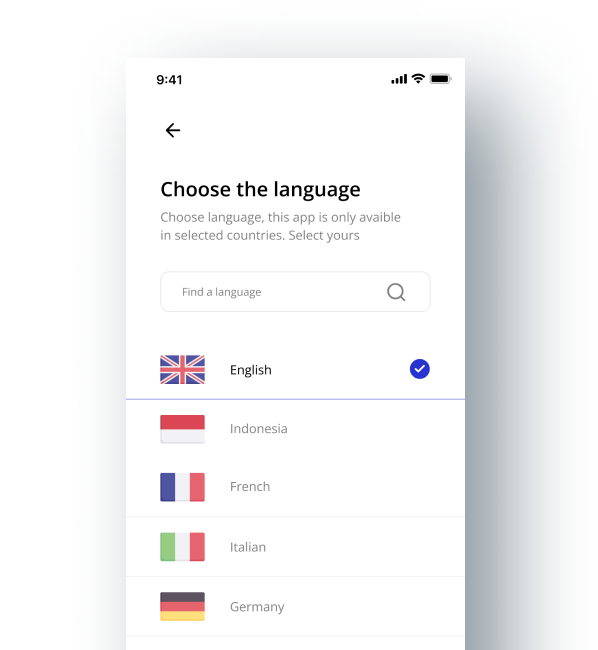 9:41
Choose the language
Choose language, this app is only avaible
in selected countries. Select yours
Find a language
English
Indonesia
French
Italian
Germany